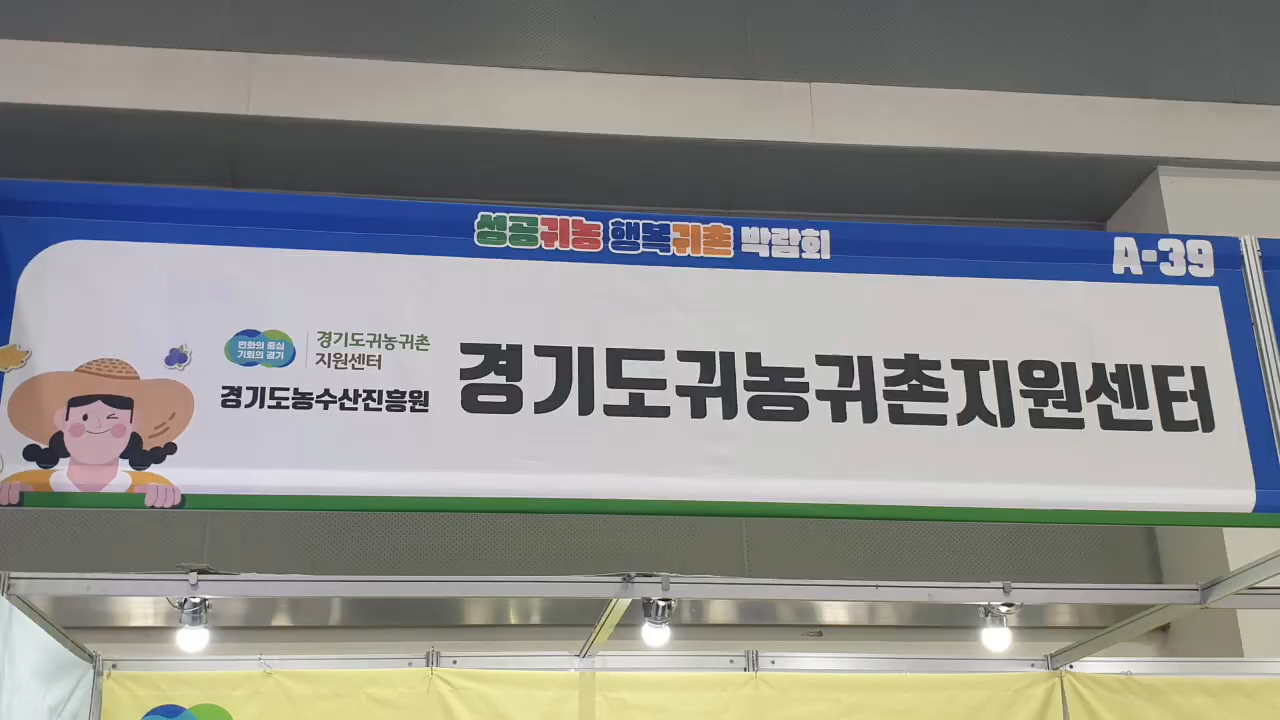 성공귀농 행복귀촌 박람회
A-39
변화의 중심
기회의 경기
경기도귀농귀촌
지원센터
경기도농수산진흥원
경기도귀농귀촌지원센터